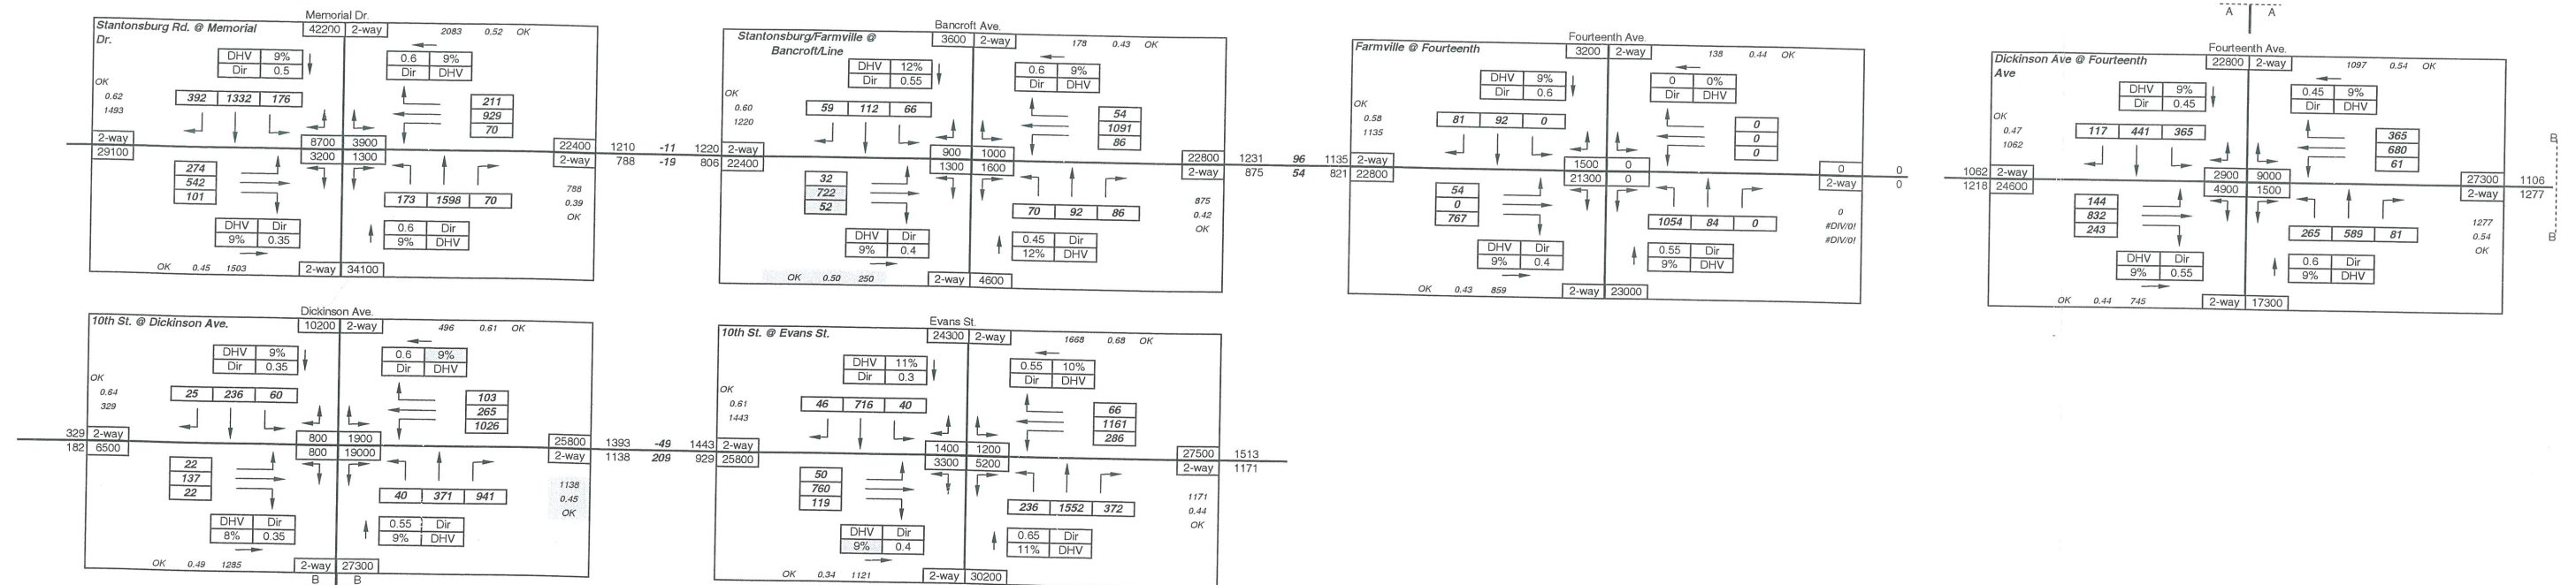 Memorial Dr.
Stantonsburg Rd. @ Memorial
Dr.
42200 2-way
2083 0.52 OK
DHV 9%
Dir 0.5
0.6 9%
Dir DHV
OK
0.62
1493
392 1332 176
211
929
70
2-way
29100
8700 3900
3200 1300
22400
2-way
1210 -11 1220
788 -19 806
274
542
101
173 1598 70
788
0.39
OK
DHV Dir
9% 0.35
0.6 Dir
9% DHV
OK 0.45 1503
2-way 34100
Bancroft Ave.
Stantonsburg/Farmville @
Bancroft/Line
3600 2-way
178 0.43 OK
DHV 12%
Dir 0.55
0.6 9%
Dir DHV
OK
0.60
1220
59 112 66
54
1091
86
2-way
22400
900 1000
1300 1600
22800
2-way
1231 96 1135
875 54 821
32
722
52
70 92 86
875
0.42
OK
DHV Dir
9% 0.4
0.45 Dir
12% DHV
OK 0.50 250
2-way 4600
Fourteenth Ave.
Farmville @ Fourteenth
3200 2-way
138 0.44 OK
DHV 9%
Dir 0.6
0 0%
Dir DHV
OK
0.58
1135
81 92 0
0
0
0
2-way
22800
1500 0
21300 0
0
2-way
0
0
54
0
767
1054 84 0
0
#DIV/0!
#DIV/0!
DHV Dir
9% 0.4
0.55 Dir
9% DHV
OK 0.43 859
2-way 23000
A A
Fourteenth Ave.
Dickinson Ave @ Fourteenth
Ave
22800 2-way
1097 0.54 OK
DHV 9%
Dir 0.45
0.45 9%
Dir DHV
OK
0.47
1062
117 441 365
365
680
61
1062 2-way
1218 24600
2900 9000
4900 1500
27300
2-way
1106
1277
B
B
144
832
243
265 589 81
1277
0.54
OK
DHV Dir
9% 0.55
0.6 Dir
9% DHV
OK 0.44 745
2-way 17300
Dickinson Ave.
10th St. @ Dickinson Ave.
10200 2-way
496 0.61 OK
DHV 9%
Dir 0.35
0.6 9%
Dir DHV
OK
0.64
329
25 236 60
103
265
1026
329 2-way
182 6500
800 1900
800 19000
25800
2-way
1393 -49 1443
1138 209 929
22
137
22
40 371 941
1138
0.45
OK
DHV Dir
8% 0.35
0.55 Dir
9% DHV
OK 0.49 1285
2-way 27300
B B
Evans St.
10th St. @ Evans St.
24300 2-way
1668 0.68 OK
DHV 11%
Dir 0.3
0.55 10%
Dir DHV
OK
0.61
1443
46 716 40
66
1161
286
2-way
25800
1400 1200
3300 5200
27500
2-way
1513
1171
50
760
119
236 1552 372
1171
0.44
OK
DHV Dir
9% 0.4
0.65 Dir
11% DHV
OK 0.34 1121
2-way 30200